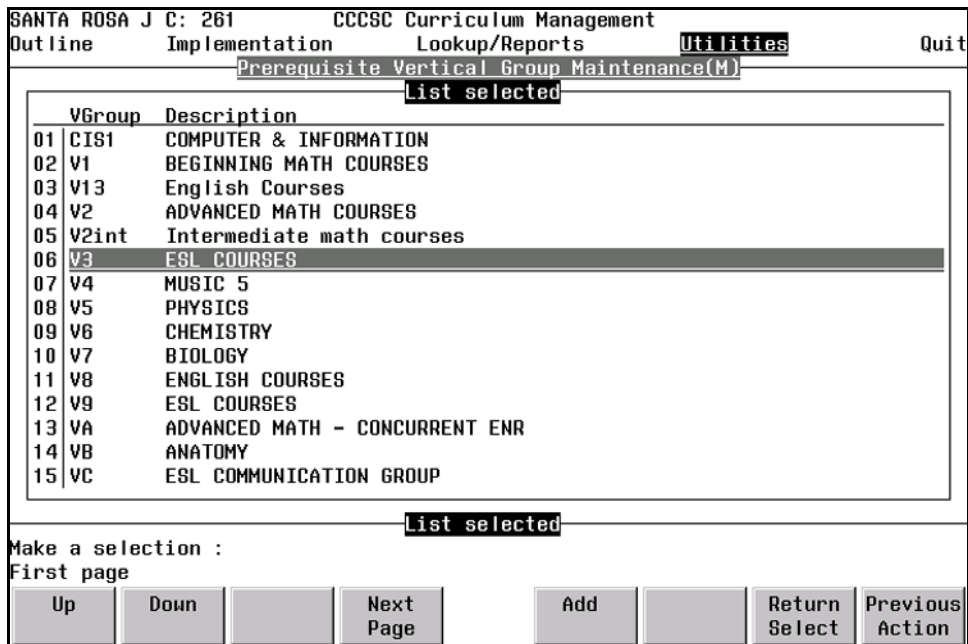 SANTA ROSA J C: 261 CCCSC Curriculum Management
Outline Implementation Lookup/Reports Utilities Quit
Prerequisite Vertical Group Maintenance(M)
List selected
VGroup Description
01 CIS1 COMPUTER & INFORMATION
02 V1 BEGINNING MATH COURSES
03 V13 English Courses
04 V2 ADVANCED MATH COURSES
05 V2int Intermediate math courses
06 V3 ESL COURSES
07 V4 MUSIC 5
08 V5 PHYSICS
09 V6 CHEMISTRY
10 V7 BIOLOGY
11 V8 ENGLISH COURSES
12 V9 ESL COURSES
13 VA ADVANCED MATH - CONCURRENT ENR
14 VB ANATOMY
15 VC ESL COMMUNICATION GROUP
List selected
Make a selection :
First page
Up Down Next Add Return Previous
Page Select Action